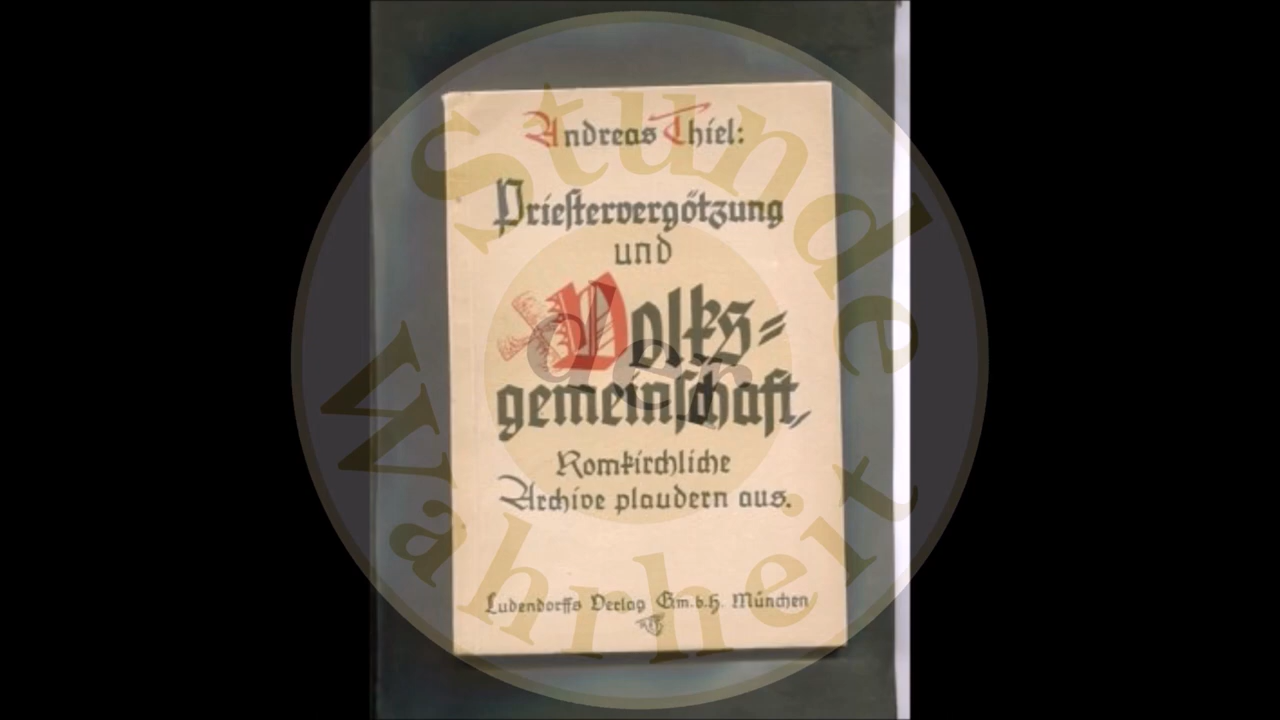 Andreas Thiel:
Priestervergötzung
und
Volks=
gemeinschaft,
Romkirchliche
Archive plaudern aus.
Ludendorffs Verlag G.m.b.H. München
Stunde
der
Wahrheit